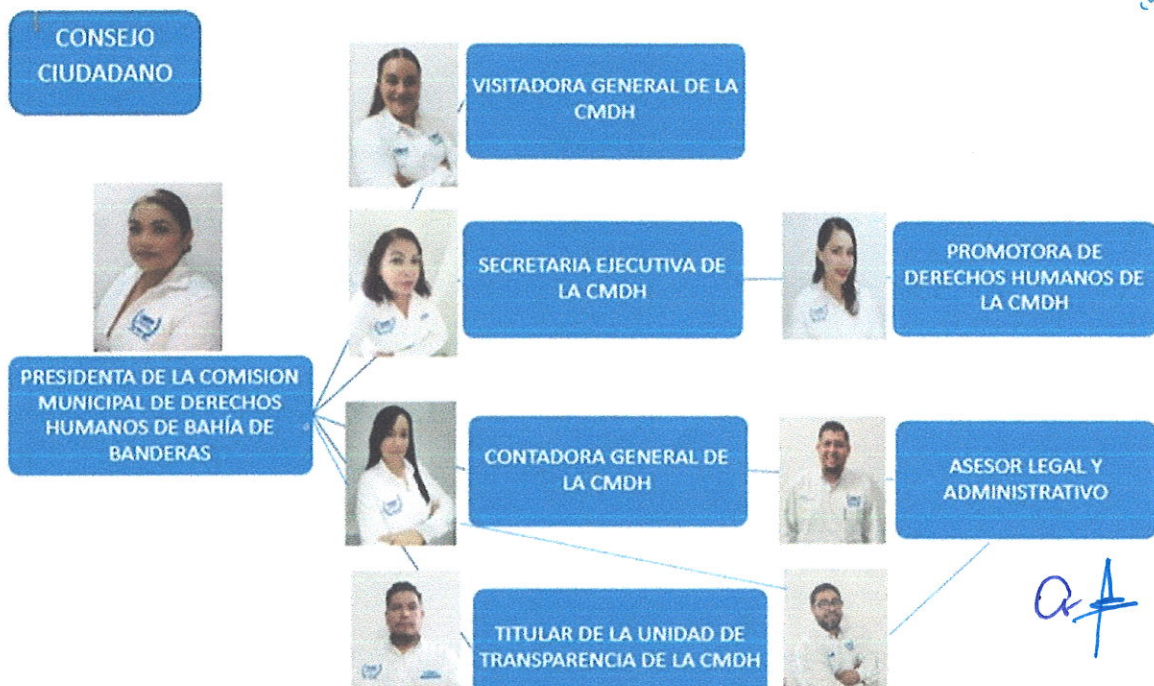 CONSEJO
CIUDADANO
VISITADORA GENERAL DE LA
CMDH
SECRETARIA EJECUTIVA DE
LA CMDH
PROMOTORA DE
DERECHOS HUMANOS DE
LA CMDH
PRESIDENTA DE LA COMISION
MUNICIPAL DE DERECHOS
HUMANOS DE BAHÍA DE
BANDERAS
CONTADORA GENERAL DE
LA CMDH
ASESOR LEGAL Y
ADMINISTRATIVO
TITULAR DE LA UNIDAD DE
TRANSPARENCIA DE LA CMDH